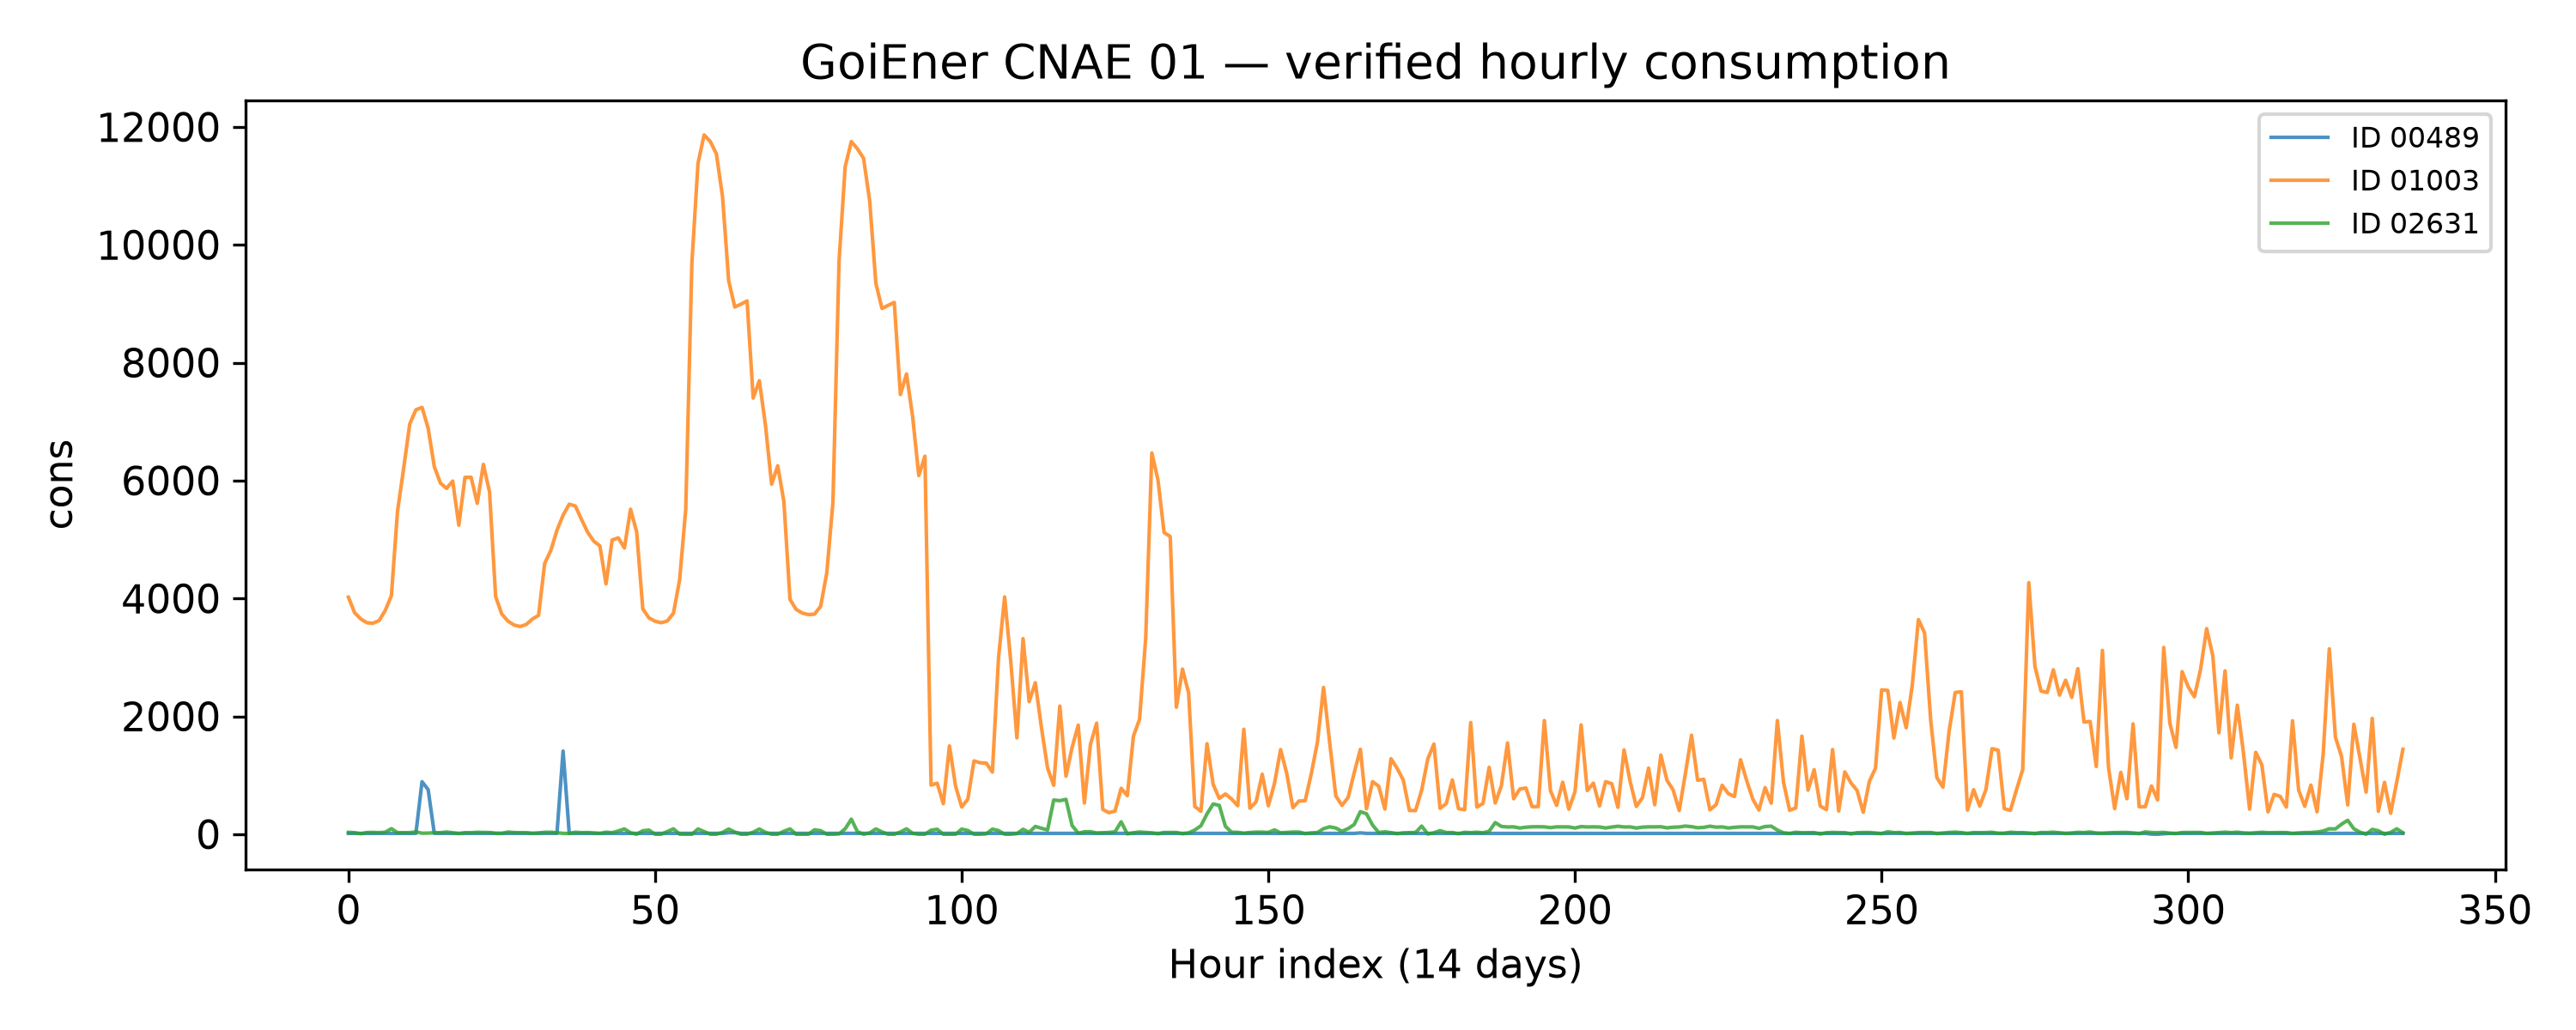 GoiEner CNAE 01 — verified hourly consumption
12000
10000
8000
6000
4000
2000
0
cons
ID 00489
ID 01003
ID 02631
0 50 100 150 200 250 300 350
Hour index (14 days)